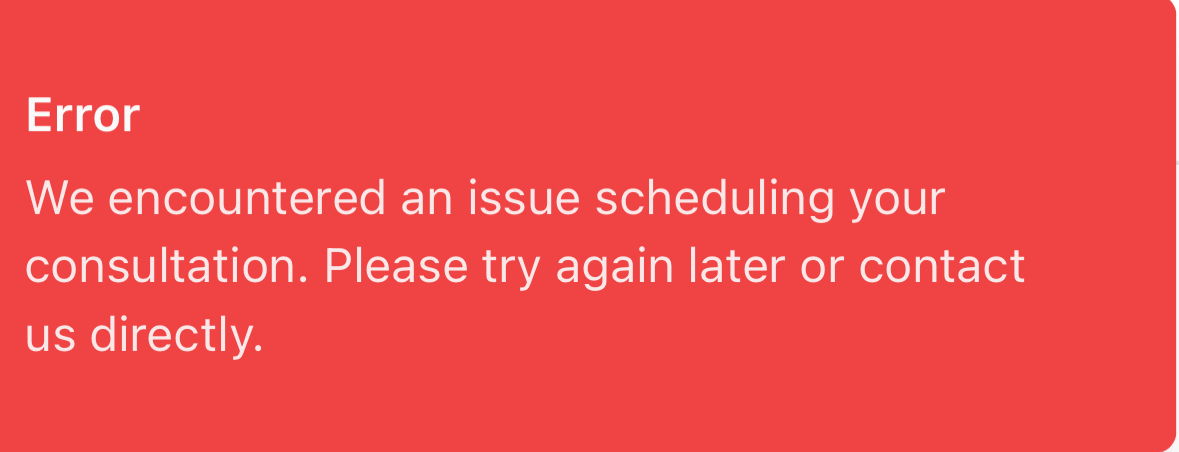 Error
We encountered an issue scheduling your
consultation. Please try again later or contact
us directly.